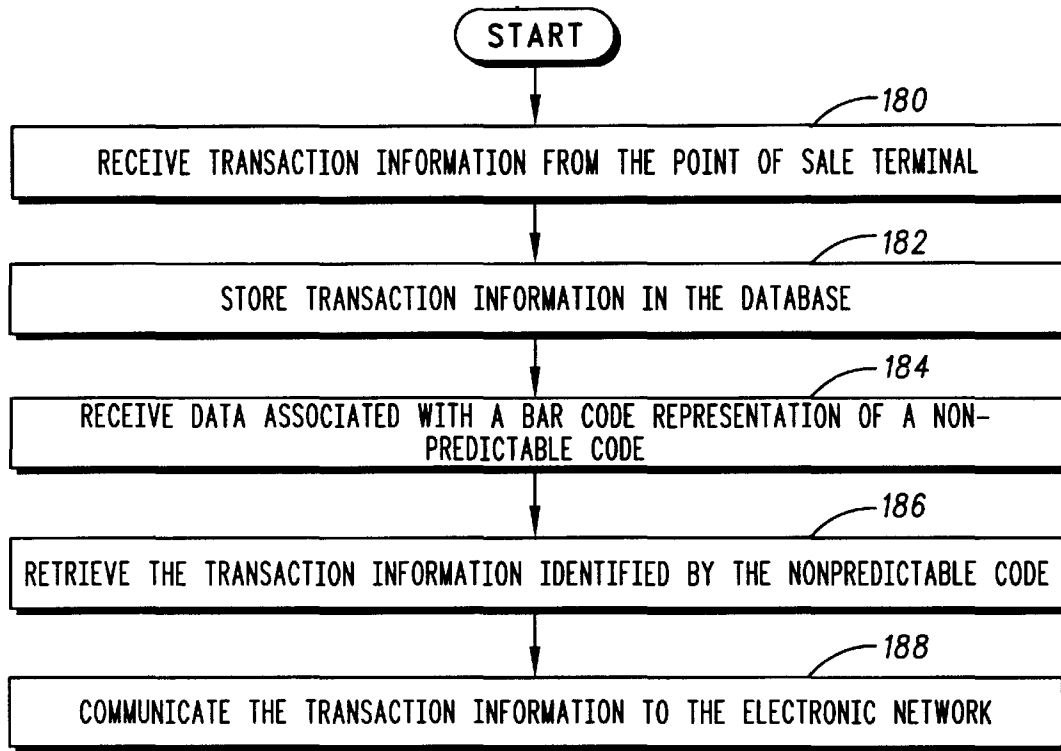 START
180
RECEIVE TRANSACTION INFORMATION FROM THE POINT OF SALE TERMINAL
182
STORE TRANSACTION INFORMATION IN THE DATABASE
184
RECEIVE DATA ASSOCIATED WITH A BAR CODE REPRESENTATION OF A NON-
PREDICTABLE CODE
186
RETRIEVE THE TRANSACTION INFORMATION IDENTIFIED BY THE NONPREDICTABLE CODE
188
COMMUNICATE THE TRANSACTION INFORMATION TO THE ELECTRONIC NETWORK